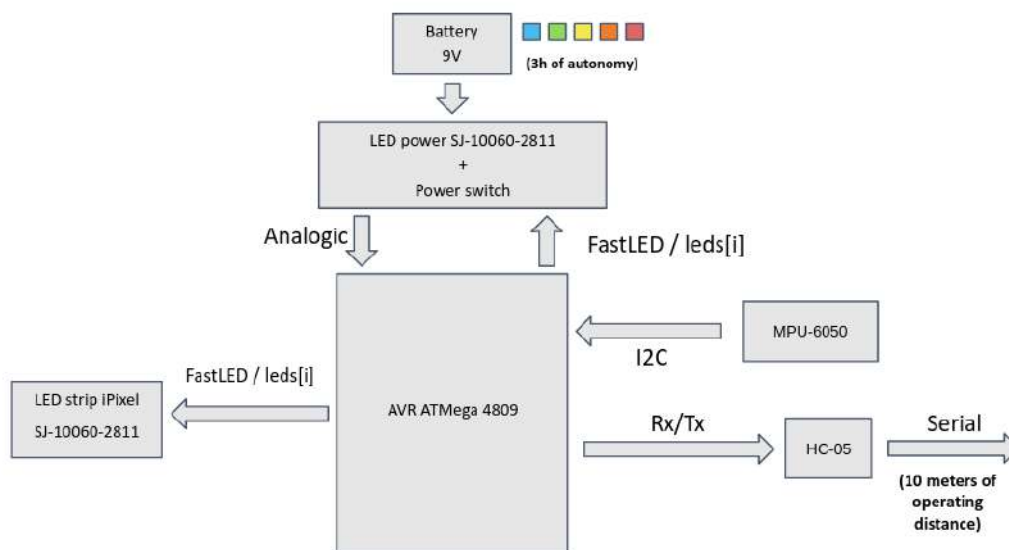 Battery
9V
(3h of autonomy)
LED power SJ-10060-2811
+
Power switch
Analogic
FastLED / leds[i]
MPU-6050
I2C
FastLED / leds[i]
LED strip iPixel
SJ-10060-2811
AVR ATMega 4809
Rx/Tx
HC-05
Serial
(10 meters of
operating
distance)